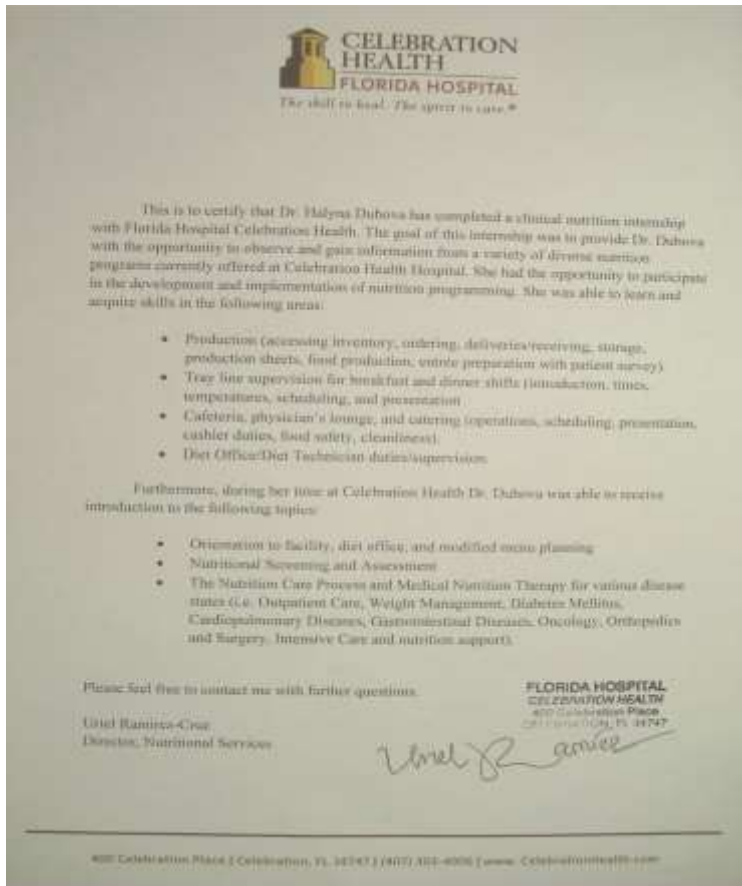 CELEBRATION
HEALTH
FLORIDA HOSPITAL
The skill to heal. The spirit to care.®
This is to certify that Dr. Halyna Dubova has completed a clinical nutrition internship
with Florida Hospital Celebration Health. The goal of this internship was to provide Dr. Dubova
with the opportunity to observe and gain information from a variety of diverse nutrition
programs currently offered at Celebration Health Hospital. She had the opportunity to participate
in the development and implementation of nutrition programming. She was able to learn and
acquire skills in the following areas:
• Production (accessing inventory, ordering, deliveries/receiving, storage,
production sheets, food production, entrée preparation with patient survey)
• Tray line supervision for breakfast and dinner shifts (introduction, times,
temperatures, scheduling, and presentation
• Cafeteria, physician's lounge, and catering (operations, scheduling, presentation,
cashier duties, food safety, cleanliness).
• Diet Office/Diet Technician duties/supervision.
Furthermore, during her time at Celebration Health Dr. Dubova was able to receive
introduction to the following topics:
• Orientation to facility, diet office, and modified menu planning
• Nutritional Screening and Assessment
• The Nutrition Care Process and Medical Nutrition Therapy for various disease
states (i.e. Outpatient Care, Weight Management, Diabetes Mellitus,
Cardiopulmonary Diseases, Gastrointestinal Diseases, Oncology, Orthopedics
and Surgery, Intensive Care and nutrition support).
Please feel free to contact me with further questions.
FLORIDA HOSPITAL
CELEBRATION HEALTH
400 Celebration Place
CELEBRATION, FL 34747
Uriel Ramirez-Cruz
Director, Nutritional Services
Uriel Ramirez
400 Celebration Place | Celebration, FL 34747 | (407) 303-4000 | www. CelebrationHealth.com